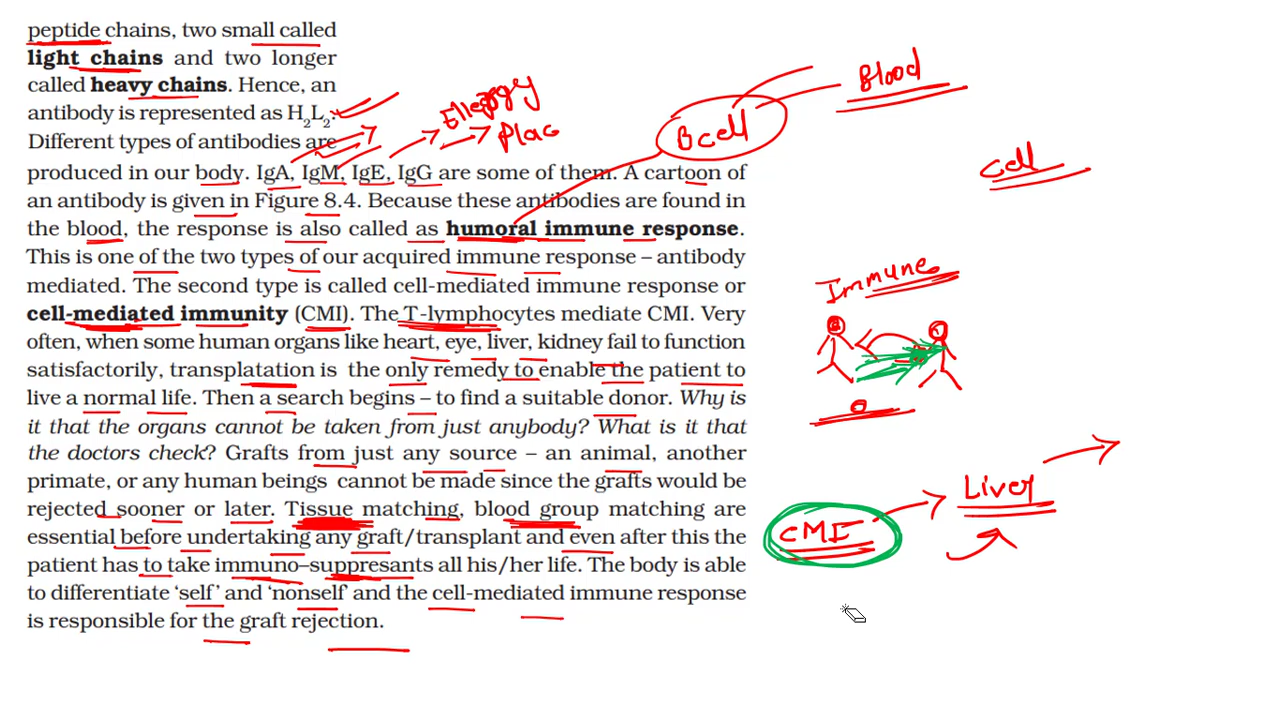 peptide chains, two small called
light chains and two longer
called heavy chains. Hence, an
antibody is represented as H2L2.
Different types of antibodies are
produced in our body. IgA, IgM, IgE, IgG are some of them. A cartoon of
an antibody is given in Figure 8.4. Because these antibodies are found in
the blood, the response is also called as humoral immune response.
This is one of the two types of our acquired immune response – antibody
mediated. The second type is called cell-mediated immune response or
cell-mediated immunity (CMI). The T-lymphocytes mediate CMI. Very
often, when some human organs like heart, eye, liver, kidney fail to function
satisfactorily, transplatation is the only remedy to enable the patient to
live a normal life. Then a search begins – to find a suitable donor. Why is
it that the organs cannot be taken from just anybody? What is it that
the doctors check? Grafts from just any source – an animal, another
primate, or any human beings cannot be made since the grafts would be
rejected sooner or later. Tissue matching, blood group matching are
essential before undertaking any graft/transplant and even after this the
patient has to take immuno–suppresants all his/her life. The body is able
to differentiate 'self' and 'nonself' and the cell-mediated immune response
is responsible for the graft rejection.
Plac
B cell
Blood
Cell
Immune
CMI
Liver